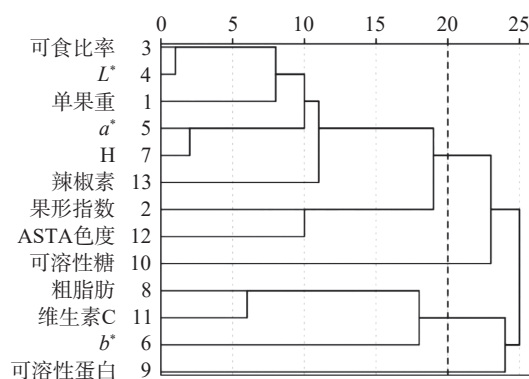 0 5 10 15 20 25
可食比率 3
L* 4
单果重 1
a* 5
H 7
辣椒素 13
果形指数 2
ASTA色度 12
可溶性糖 10
粗脂肪 8
维生素C 11
b* 6
可溶性蛋白 9